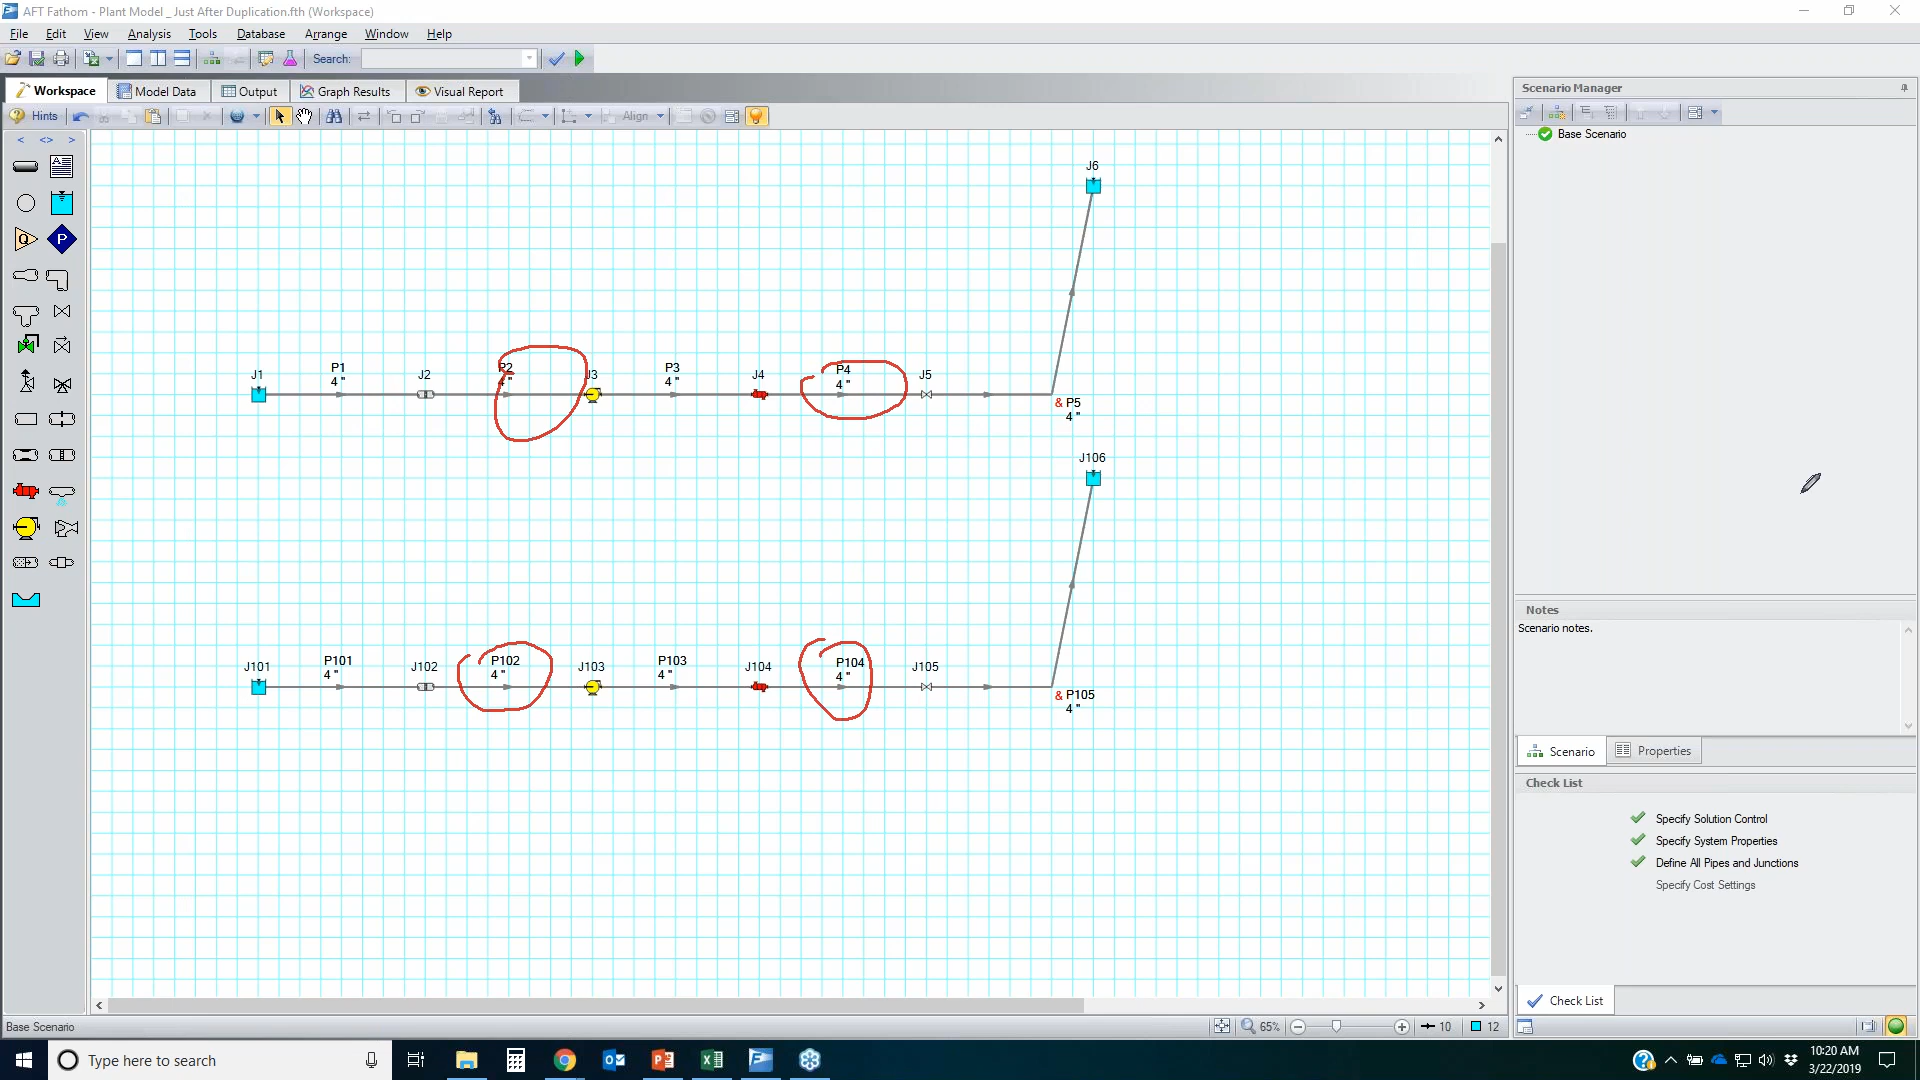 AFT Fathom - Plant Model _ Just After Duplication.fth (Workspace)
File Edit View Analysis Tools Database Arrange Window Help
Search:
Workspace Model Data Output Graph Results Visual Report
Hints Align
Scenario Manager
Base Scenario
J6
J1 P1 4" J2 P2 4" J3 P3 4" J4 P4 4" J5
& P5
4"
J106
J101 P101 4" J102 P102 4" J103 P103 4" J104 P104 4" J105
& P105
4"
Notes
Scenario notes.
Scenario Properties
Check List
Specify Solution Control
Specify System Properties
Define All Pipes and Junctions
Specify Cost Settings
Check List
Base Scenario 65% 10 12
Type here to search
10:20 AM
3/22/2019